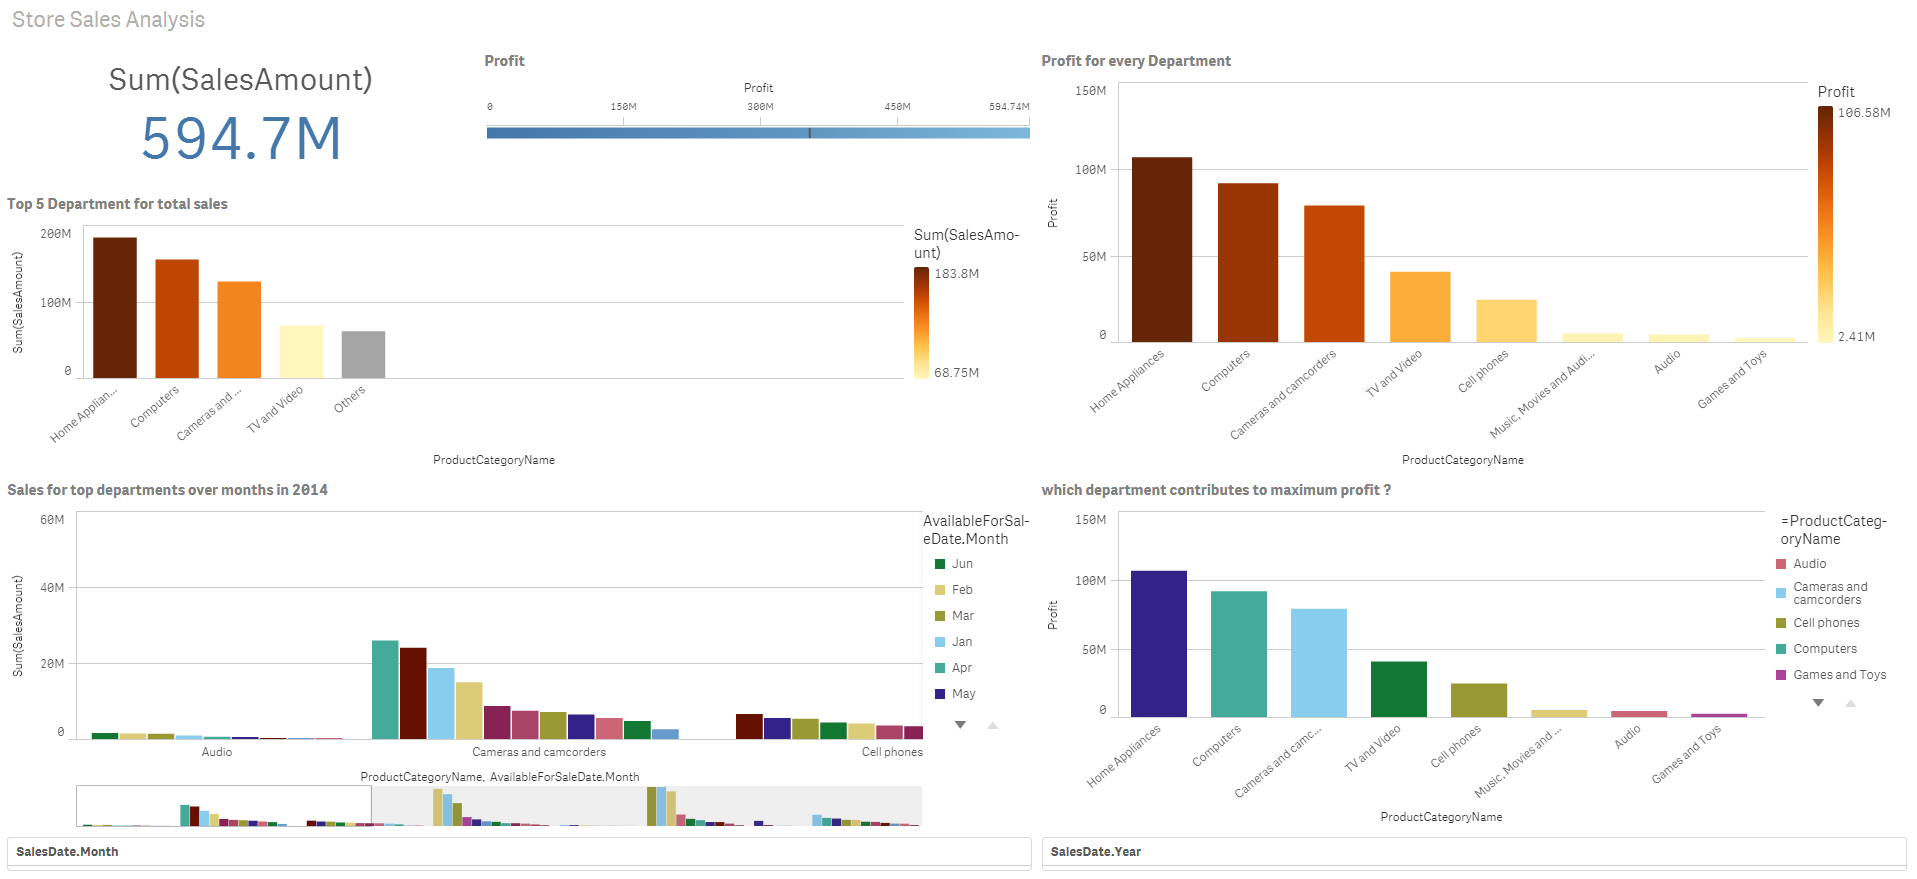 Store Sales Analysis
Sum(SalesAmount)
594.7M
Profit
Profit
0 150M 300M 450M 594.74M
Top 5 Department for total sales
200M
100M
0
Sum(SalesAmount)
Home Applian...
Computers
Cameras and ...
TV and Video
Others
ProductCategoryName
Sum(SalesAmo-
unt)
183.8M
68.75M
Profit for every Department
150M
100M
50M
0
Profit
Home Appliances
Computers
Cameras and camcorders
TV and Video
Cell phones
Music, Movies and Audi...
Audio
Games and Toys
ProductCategoryName
Profit
106.58M
2.41M
Sales for top departments over months in 2014
60M
40M
20M
0
Sum(SalesAmount)
Audio
Cameras and camcorders
Cell phones
ProductCategoryName, AvailableForSaleDate.Month
AvailableForSal-
eDate.Month
Jun
Feb
Mar
Jan
Apr
May
which department contributes to maximum profit ?
150M
100M
50M
0
Profit
Home Appliances
Computers
Cameras and camc...
TV and Video
Cell phones
Music, Movies and ...
Audio
Games and Toys
ProductCategoryName
=ProductCateg-
oryName
Audio
Cameras and
camcorders
Cell phones
Computers
Games and Toys
SalesDate.Month
SalesDate.Year